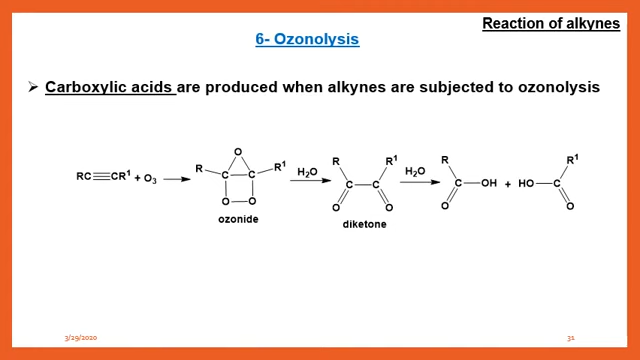 Reaction of alkynes
6- Ozonolysis
➢ Carboxylic acids are produced when alkynes are subjected to ozonolysis
RC≡CR¹ + O₃
O
R
R¹
C
C
O
O
ozonide
H₂O
R
R¹
C
C
O
O
diketone
H₂O
R
C
OH
O
+
R¹
HO
C
O
3/29/2020
31